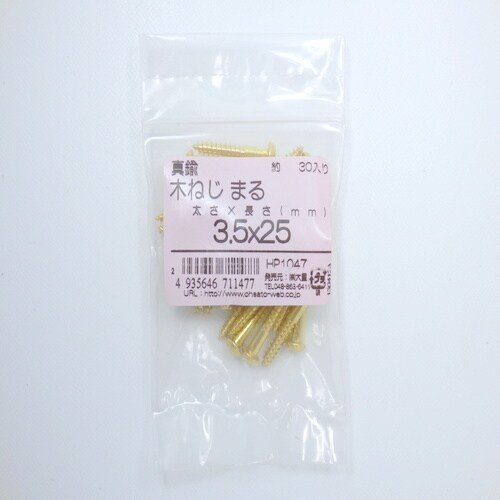 真鍮 約 30入り
木ねじ まる
太さ×長さ(mm)
3.5x25
HP1047
発売元:㈱大里
TEL048-863-6411
2
4 935646 711477
URL:http://www.ohsato-web.co.jp